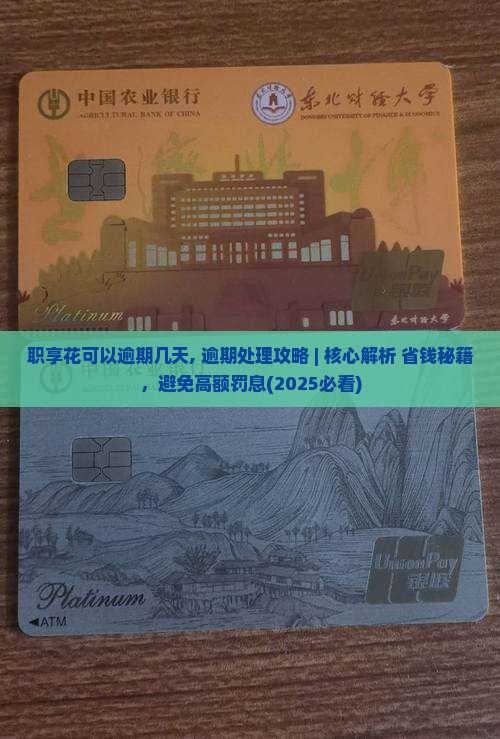 中国农业银行
AGRICULTURAL BANK OF CHINA
东北财经大学
DONGBEI UNIVERSITY OF FINANCE & ECONOMICS
UnionPay
银联
Platinum
东北财经大学
职享花可以逾期几天, 逾期处理攻略 | 核心解析 省钱秘籍
，避免高额罚息(2025必看)
UnionPay
银联
Platinum
◀ATM